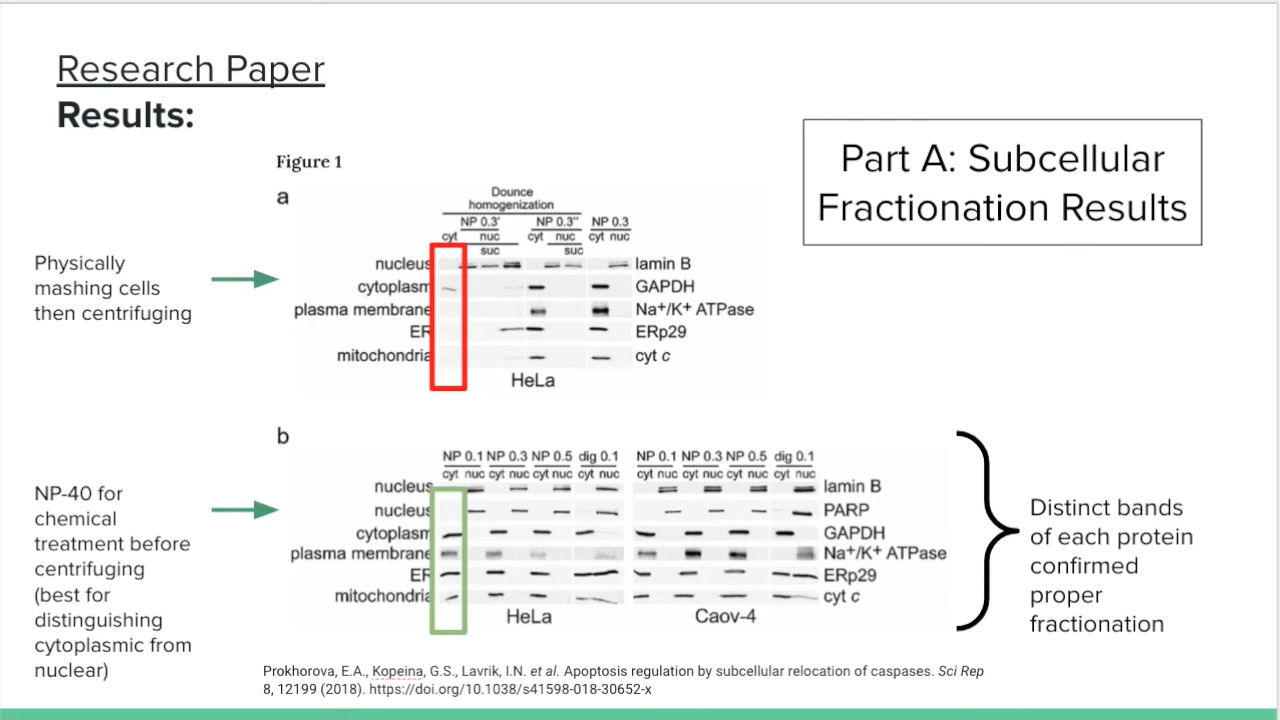 Research Paper
Results:
Part A: Subcellular
Fractionation Results
Figure 1
a
Dounce
homogenization
NP 0.3' NP 0.3'' NP 0.3
cyt nuc cyt nuc cyt nuc
suc suc
nucleus lamin B
cytoplasm GAPDH
plasma membrane Na+/K+ ATPase
ER ERp29
mitochondria cyt c
HeLa
Physically
mashing cells
then centrifuging
b
NP 0.1 NP 0.3 NP 0.5 dig 0.1 NP 0.1 NP 0.3 NP 0.5 dig 0.1
cyt nuc cyt nuc cyt nuc cyt nuc cyt nuc cyt nuc cyt nuc cyt nuc
nucleus lamin B
nucleus PARP
cytoplasm GAPDH
plasma membrane Na+/K+ ATPase
ER ERp29
mitochondria cyt c
HeLa Caov-4
NP-40 for
chemical
treatment before
centrifuging
(best for
distinguishing
cytoplasmic from
nuclear)
Distinct bands
of each protein
confirmed
proper
fractionation
Prokhorova, E.A., Kopeina, G.S., Lavrik, I.N. et al. Apoptosis regulation by subcellular relocation of caspases. Sci Rep
8, 12199 (2018). https://doi.org/10.1038/s41598-018-30652-x